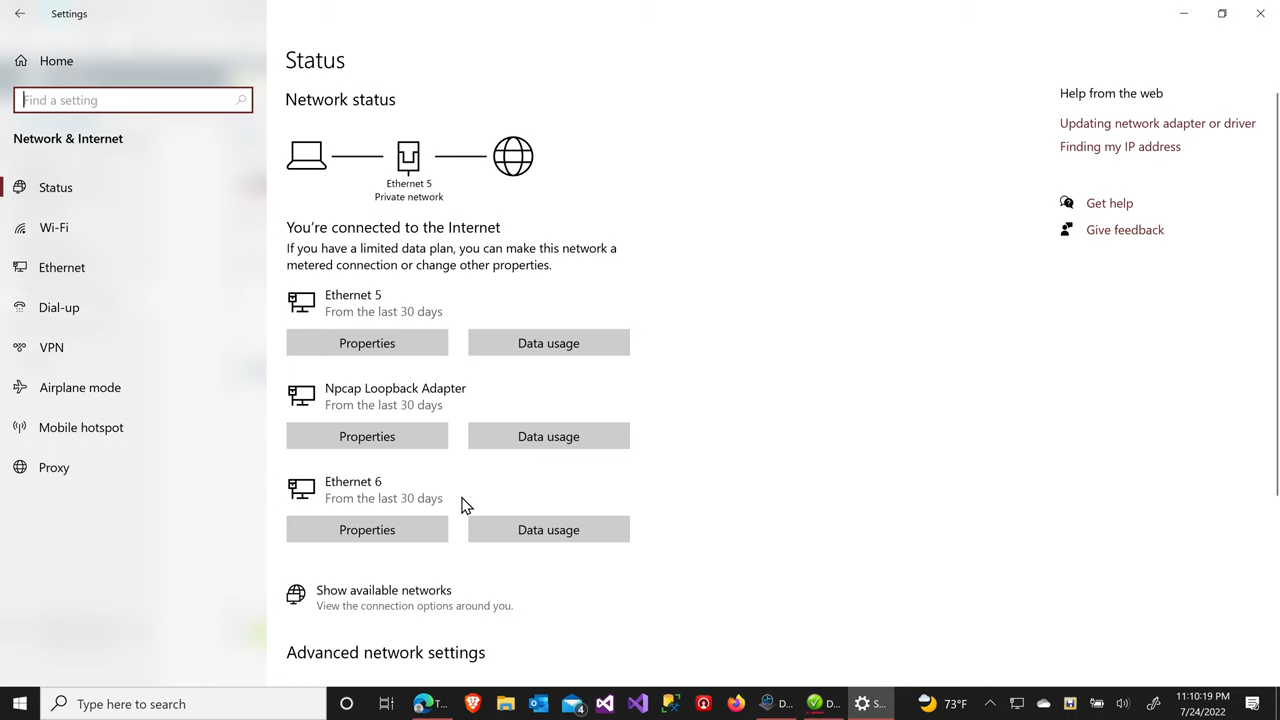 Settings
Home
Find a setting
Network & Internet
Status
Wi-Fi
Ethernet
Dial-up
VPN
Airplane mode
Mobile hotspot
Proxy
Status
Network status
Ethernet 5
Private network
You're connected to the Internet
If you have a limited data plan, you can make this network a
metered connection or change other properties.
Ethernet 5
From the last 30 days
Properties
Data usage
Npcap Loopback Adapter
From the last 30 days
Properties
Data usage
Ethernet 6
From the last 30 days
Properties
Data usage
Show available networks
View the connection options around you.
Advanced network settings
Help from the web
Updating network adapter or driver
Finding my IP address
Get help
Give feedback
Type here to search
T...
4
D...
D...
S...
73°F
11:10:19 PM
7/24/2022